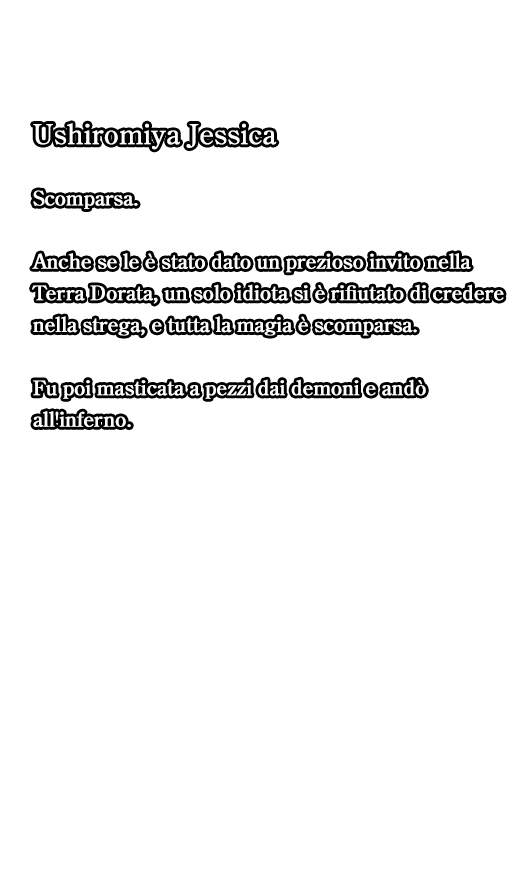 Ushiromiya Jessica
Scomparsa.
Anche se le è stato dato un prezioso invito nella
Terra Dorata, un solo idiota si è rifiutato di credere
nella strega, e tutta la magia è scomparsa.
Fu poi masticata a pezzi dai demoni e andò
all'inferno.